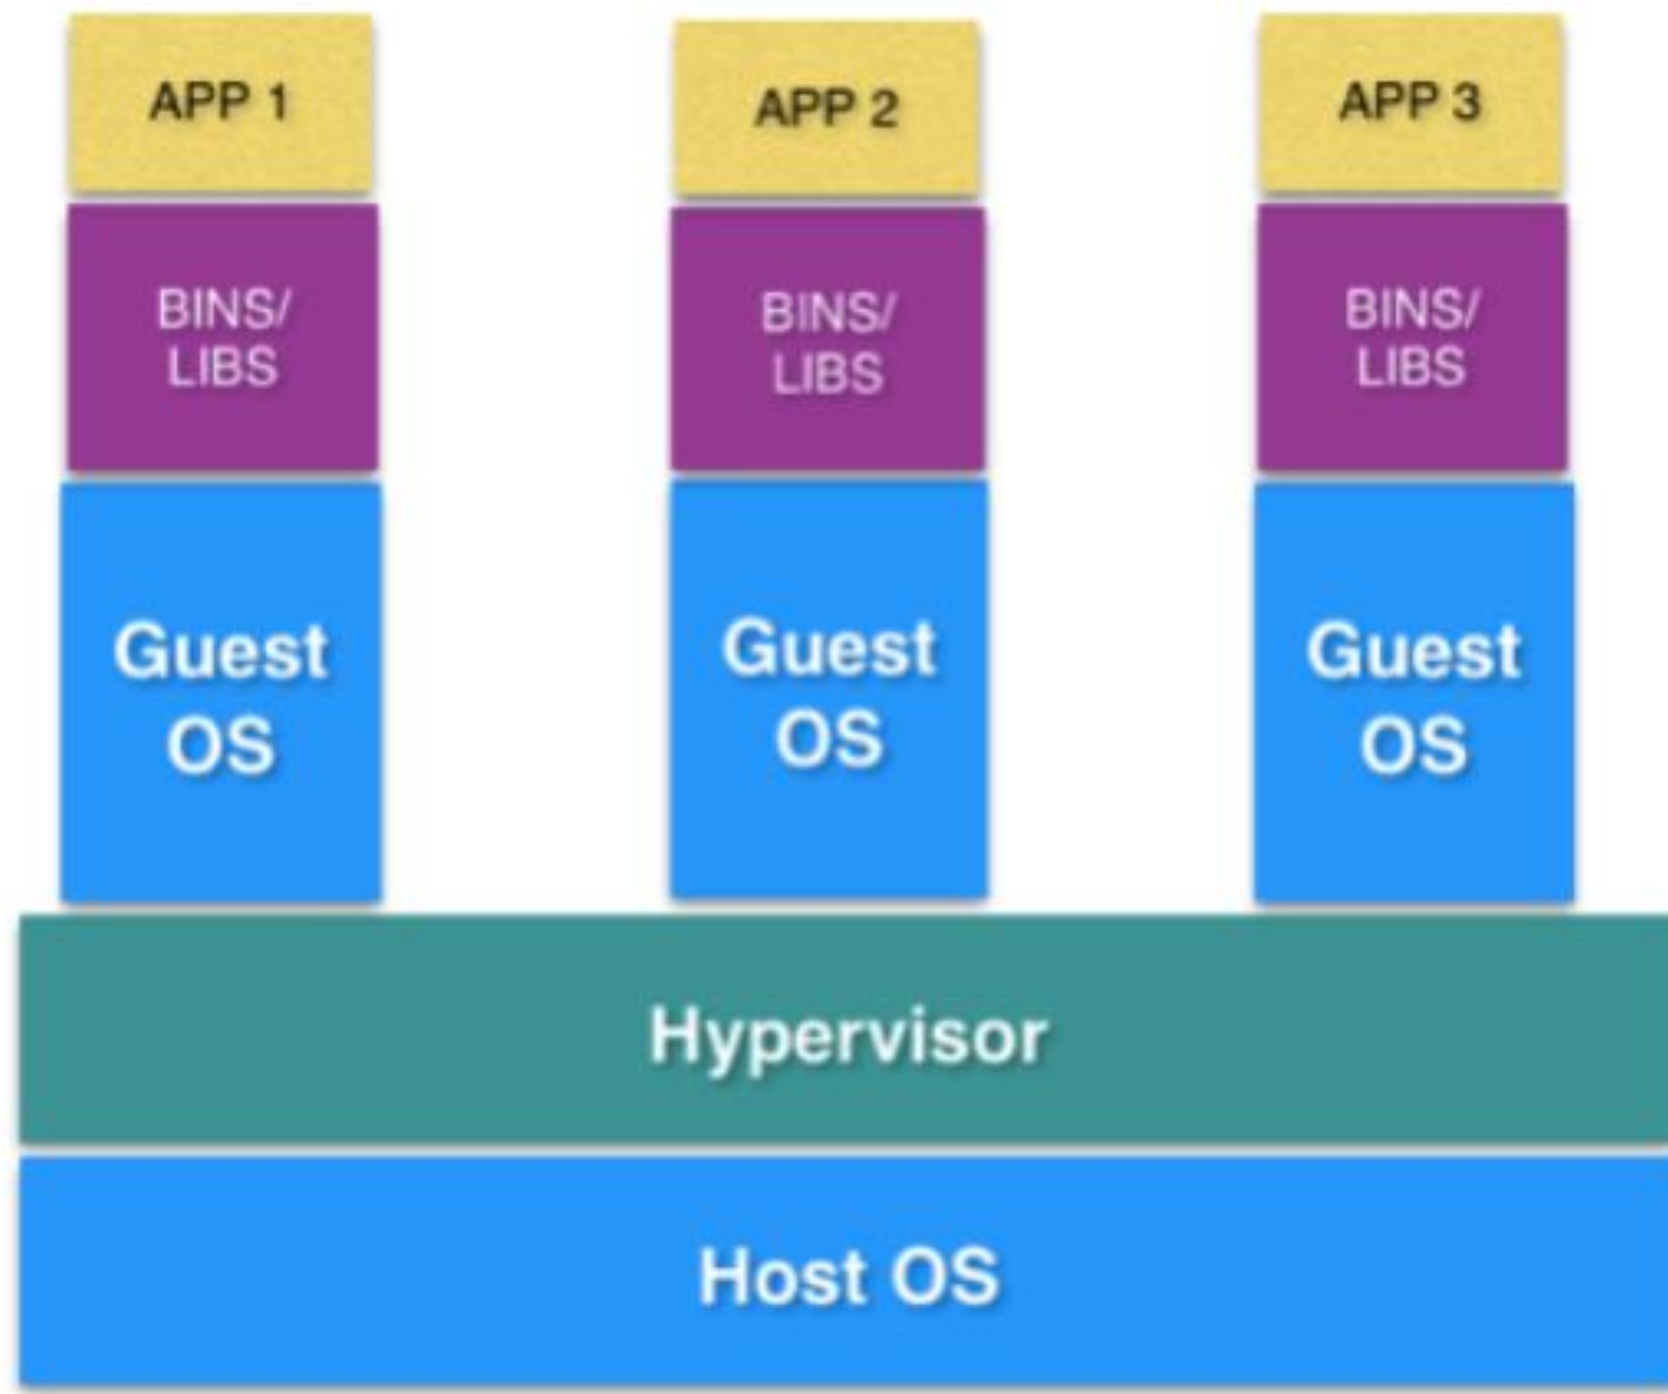 APP 1
APP 2
APP 3
BINS/
LIBS
BINS/
LIBS
BINS/
LIBS
Guest
OS
Guest
OS
Guest
OS
Hypervisor
Host OS